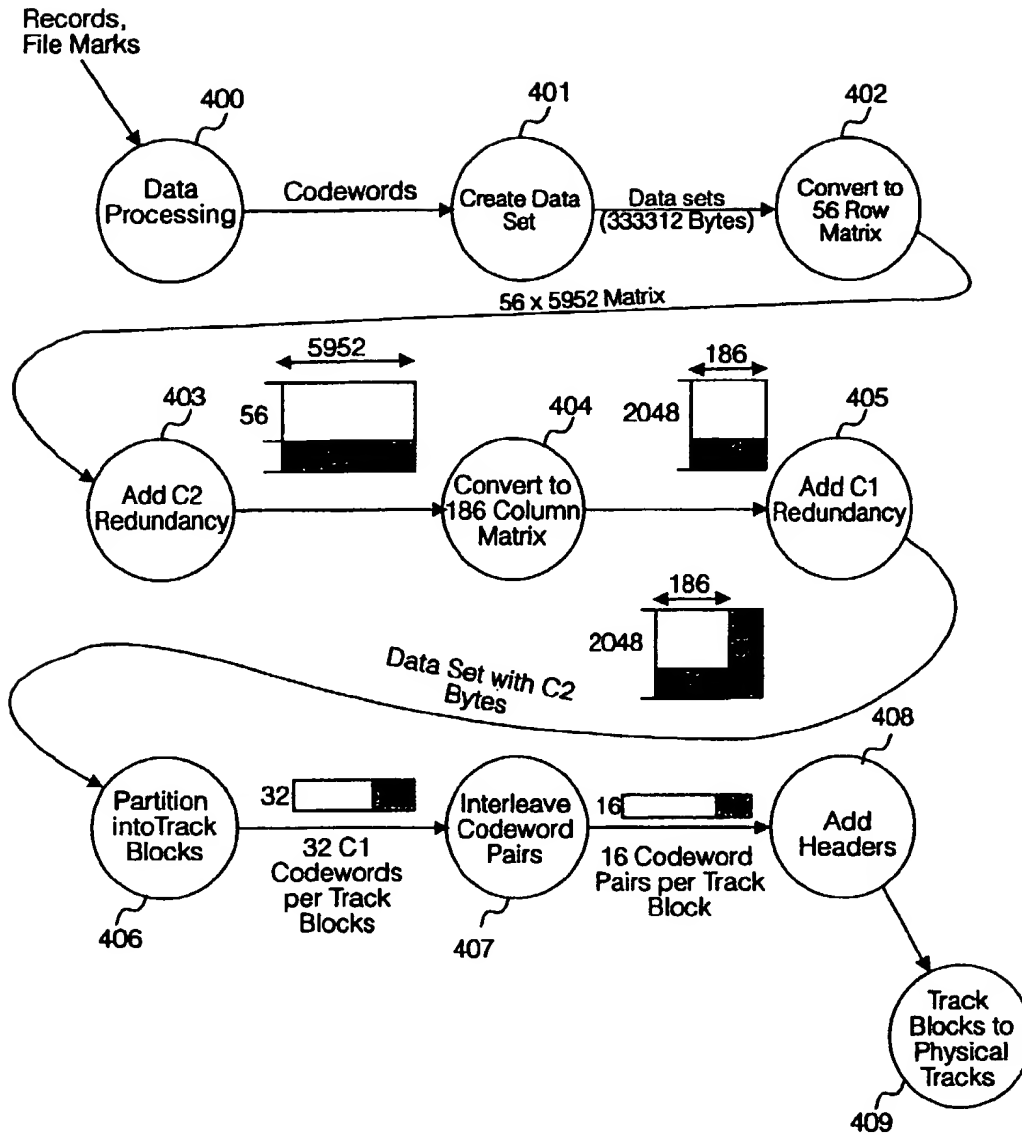 Records,
File Marks
400
401
402
Data
Processing
Codewords
Create Data
Set
Data sets
(333312 Bytes)
Convert to
56 Row
Matrix
56 x 5952 Matrix
5952
186
403
56
404
2048
405
Add C2
Redundancy
Convert to
186 Column
Matrix
Add C1
Redundancy
186
2048
Data Set with C2
Bytes
408
Partition
intoTrack
Blocks
32
32 C1
Codewords
per Track
Blocks
Interleave
Codeword
Pairs
16
16 Codeword
Pairs per Track
Block
Add
Headers
406
407
Track
Blocks to
Physical
Tracks
409